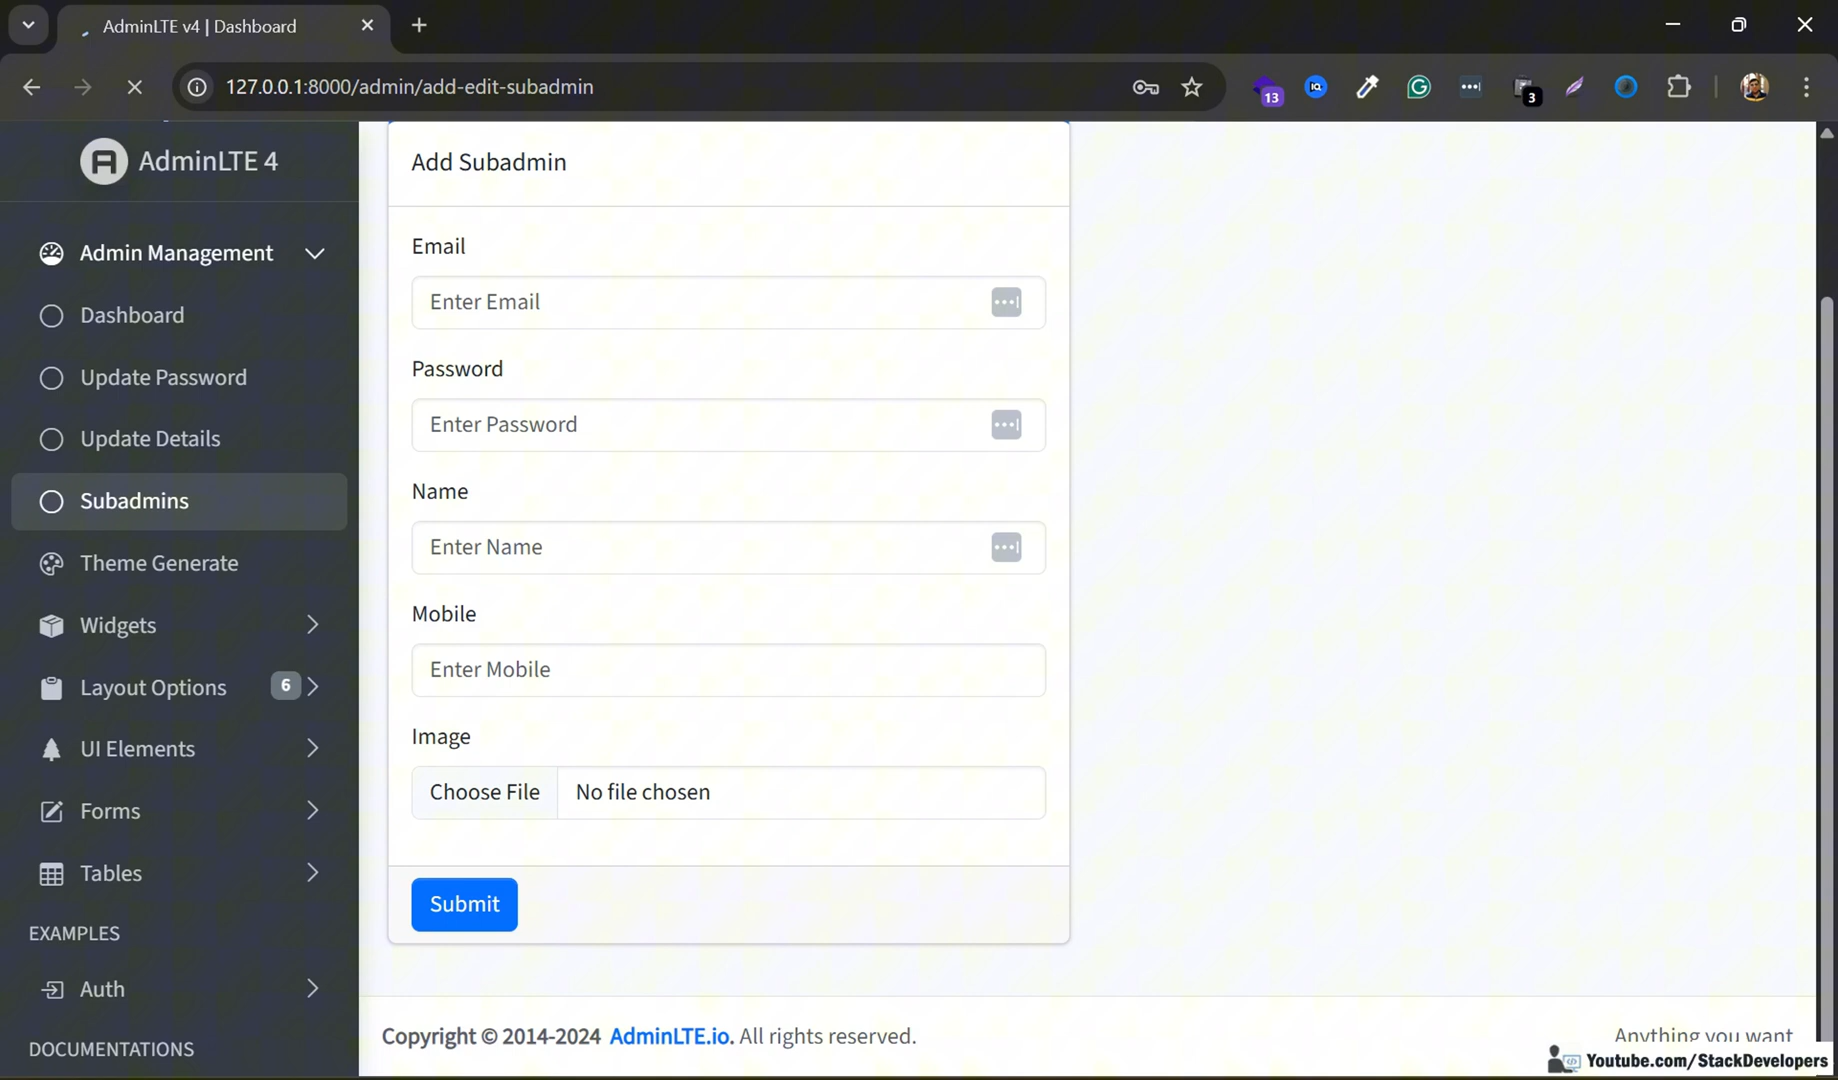 AdminLTE v4 | Dashboard
127.0.0.1:8000/admin/add-edit-subadmin
13
IQ
3
AdminLTE 4
Admin Management
Dashboard
Update Password
Update Details
Subadmins
Theme Generate
Widgets
Layout Options 6
UI Elements
Forms
Tables
EXAMPLES
Auth
DOCUMENTATIONS
Add Subadmin
Email
Enter Email
Password
Enter Password
Name
Enter Name
Mobile
Enter Mobile
Image
Choose File No file chosen
Submit
Copyright © 2014-2024 AdminLTE.io. All rights reserved.
Anything you want
Youtube.com/StackDevelopers